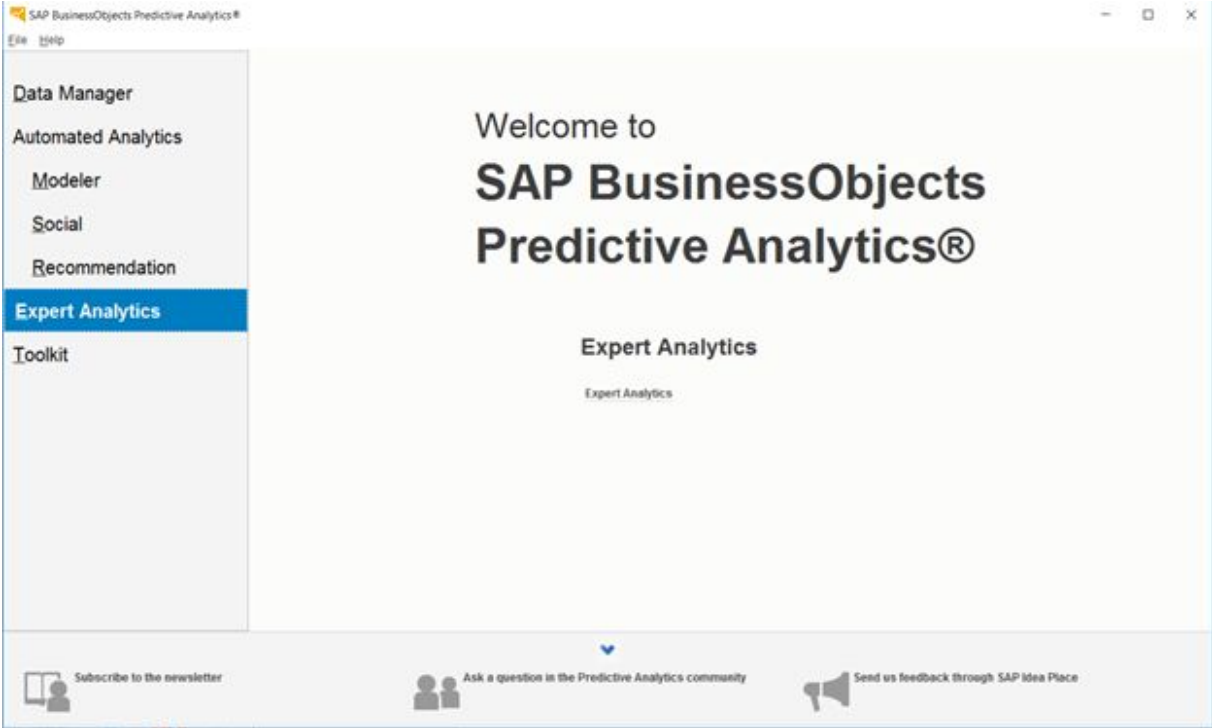 SAP BusinessObjects Predictive Analytics®
File Help
Data Manager
Automated Analytics
Modeler
Social
Recommendation
Expert Analytics
Toolkit
Welcome to
SAP BusinessObjects
Predictive Analytics®
Expert Analytics
Expert Analytics
Subscribe to the newsletter
Ask a question in the Predictive Analytics community
Send us feedback through SAP Idea Place